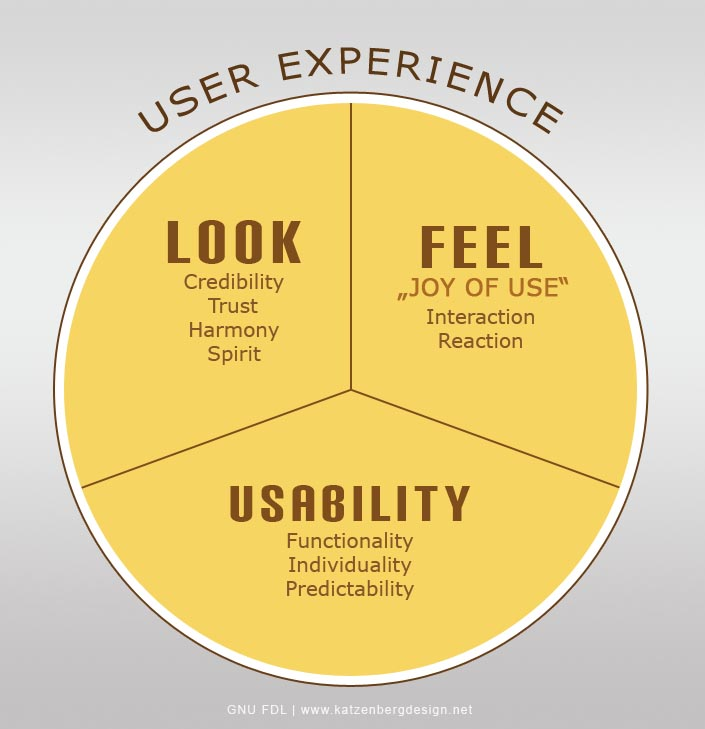 USER EXPERIENCE
LOOK
Credibility
Trust
Harmony
Spirit
FEEL
„JOY OF USE“
Interaction
Reaction
USABILITY
Functionality
Individuality
Predictability
GNU FDL | www.katzenbergdesign.net